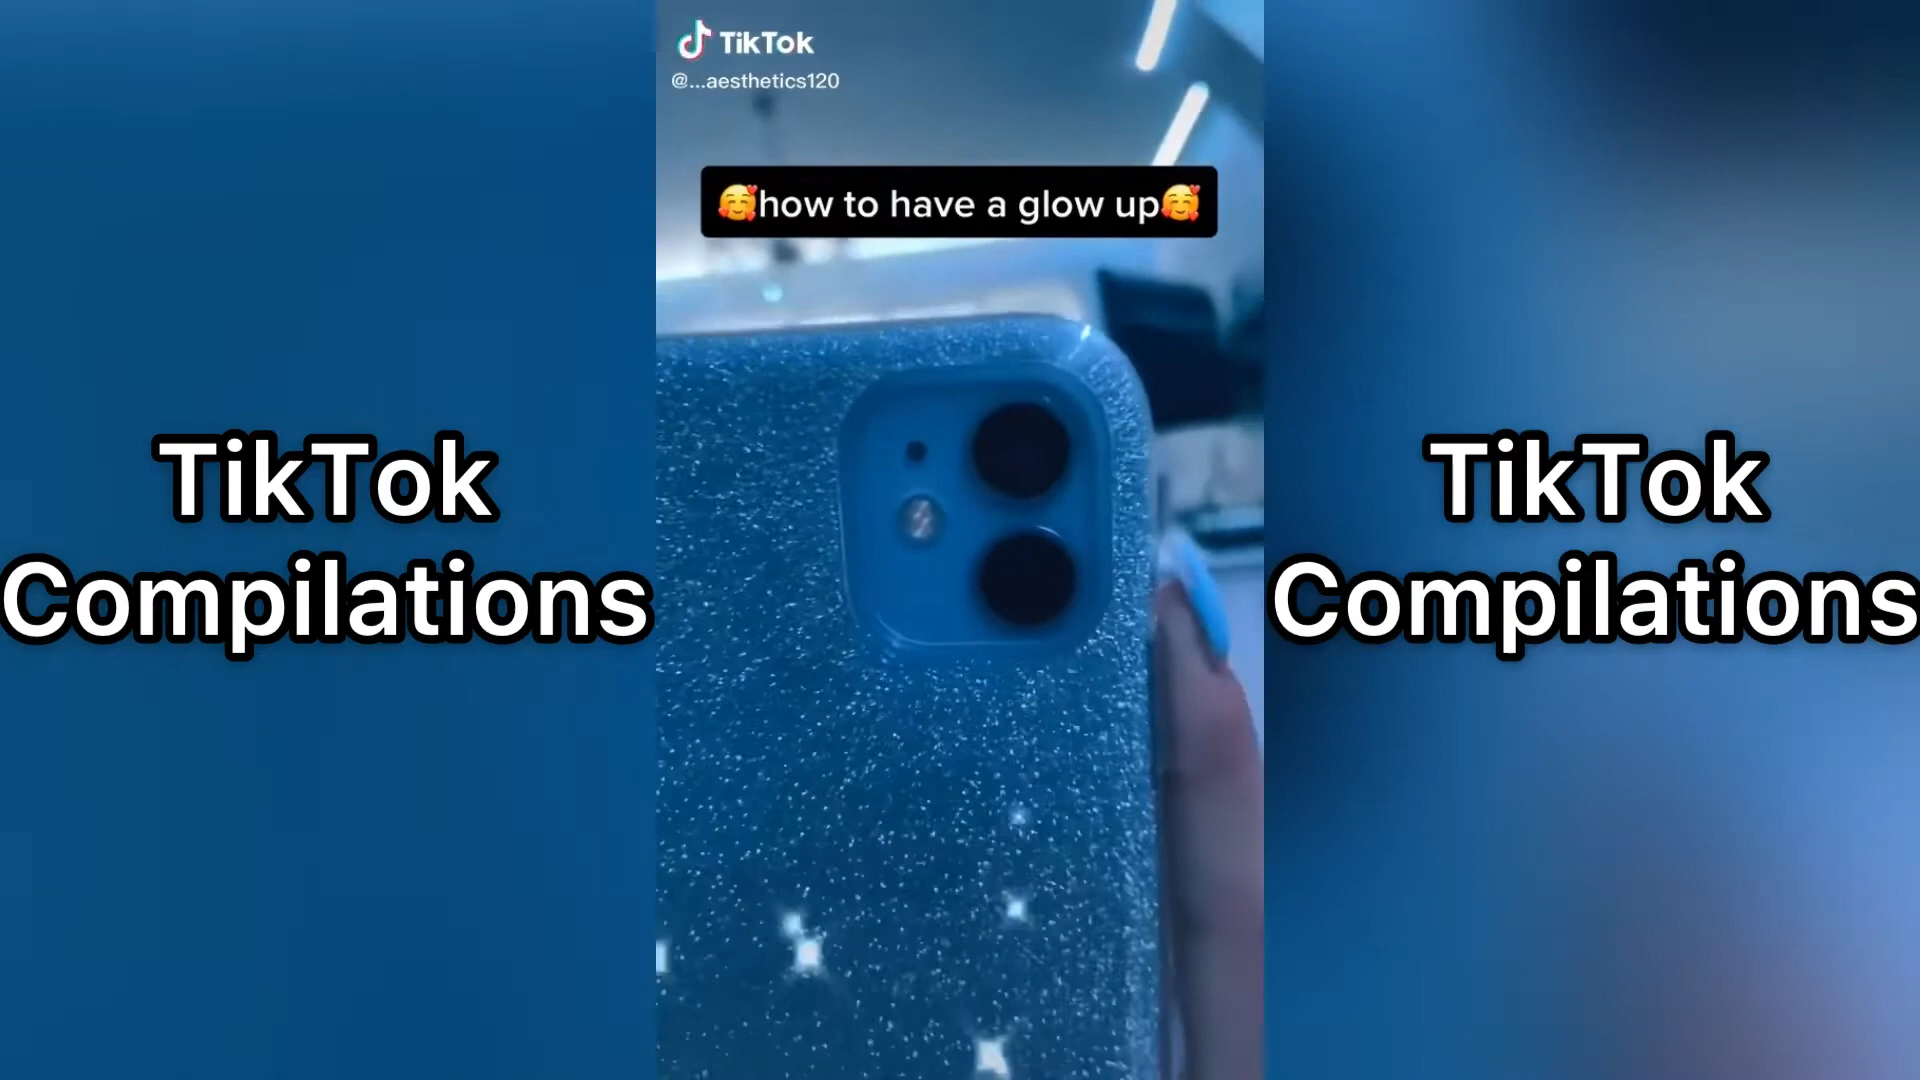 TikTok
@...aesthetics120
🥰how to have a glow up🥰
TikTok
Compilations
TikTok
Compilations